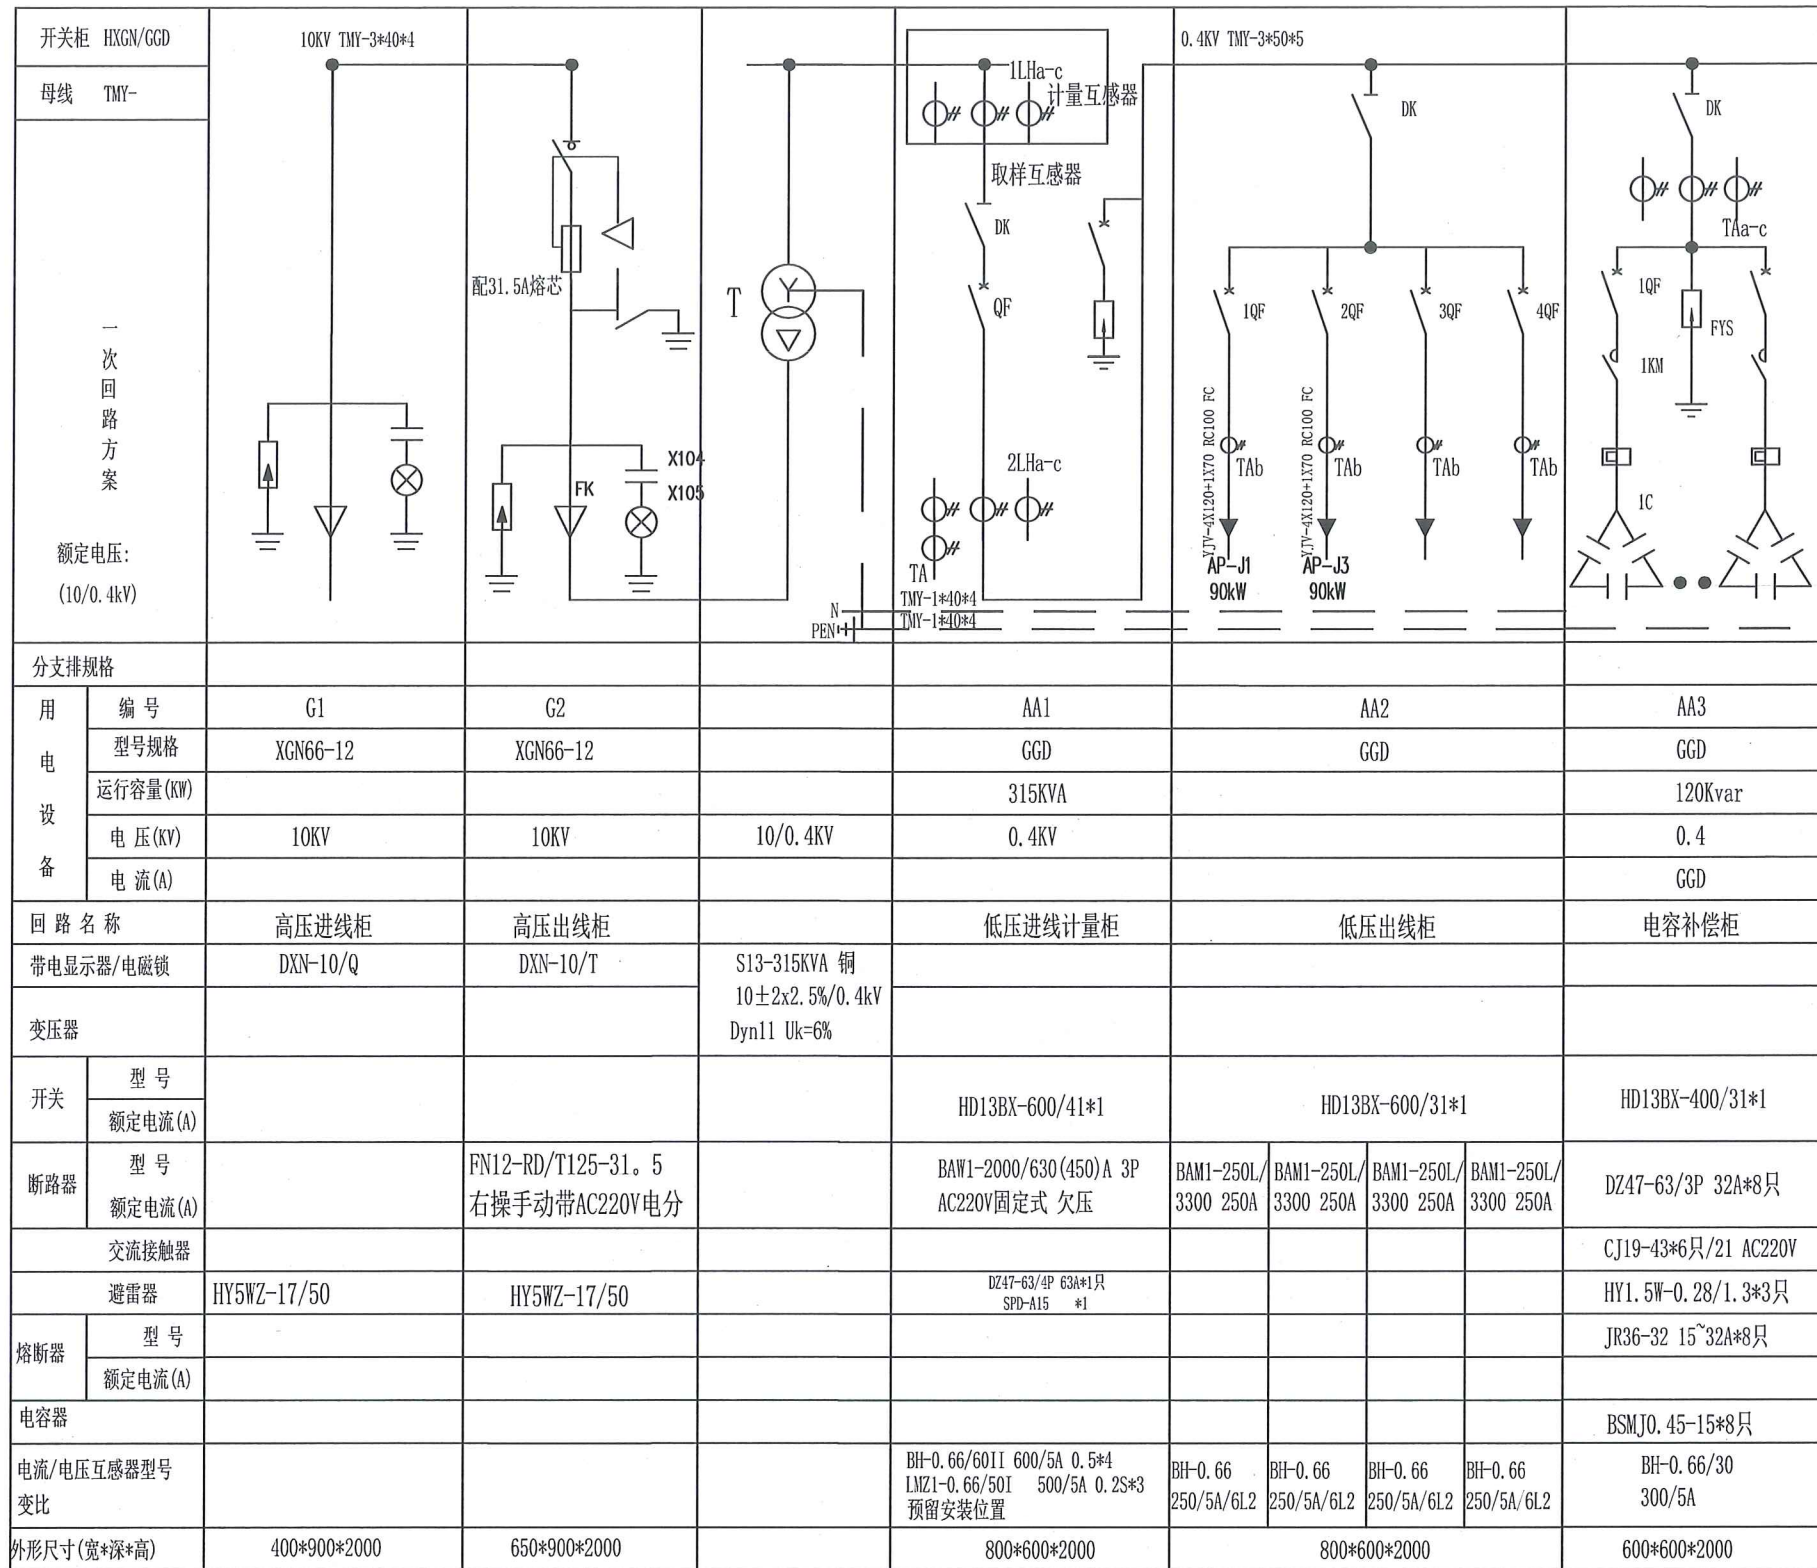 开关柜 HXGN/GGD
10KV TMY-3*40*4
0.4KV TMY-3*50*5
母线 TMY-
1LHa-c
计量互感器
取样互感器
DK
QF
2LHa-c
TA
TMY-1*40*4
TMY-1*40*4
N
PEN
配31.5A熔芯
T
X104
X105
FK
DK
1QF
2QF
3QF
4QF
YJV-4X120+1X70 RC100 FC
YJV-4X120+1X70 RC100 FC
TAb
TAb
TAb
TAb
AP-J1
90kW
AP-J3
90kW
DK
TAa-c
1QF
FYS
1KM
1C
一次回路方案
额定电压:
(10/0.4kV)
分支排规格
用电设备
编 号 G1 G2 AA1 AA2 AA3
型号规格 XGN66-12 XGN66-12 GGD GGD GGD
运行容量(KW) 315KVA 120Kvar
电 压(KV) 10KV 10KV 10/0.4KV 0.4KV 0.4
电 流(A) GGD
回 路 名 称 高压进线柜 高压出线柜 低压进线计量柜 低压出线柜 电容补偿柜
带电显示器/电磁锁 DXN-10/Q DXN-10/T
变压器
S13-315KVA 铜
10±2x2.5%/0.4kV
Dyn11 Uk=6%
开关
型 号
额定电流(A)
HD13BX-600/41*1 HD13BX-600/31*1 HD13BX-400/31*1
断路器
型 号
额定电流(A)
FN12-RD/T125-31。5
右操手动带AC220V电分
BAW1-2000/630(450)A 3P
AC220V固定式 欠压
BAM1-250L/
3300 250A
BAM1-250L/
3300 250A
BAM1-250L/
3300 250A
BAM1-250L/
3300 250A
DZ47-63/3P 32A*8只
交流接触器 CJ19-43*6只/21 AC220V
避雷器 HY5WZ-17/50 HY5WZ-17/50
DZ47-63/4P 63A*1只
SPD-A15 *1
HY1.5W-0.28/1.3*3只
熔断器
型 号 JR36-32 15~32A*8只
额定电流(A)
电容器 BSMJ0.45-15*8只
电流/电压互感器型号
变比
BH-0.66/60II 600/5A 0.5*4
LMZ1-0.66/50I 500/5A 0.2S*3
预留安装位置
BH-0.66
250/5A/6L2
BH-0.66
250/5A/6L2
BH-0.66
250/5A/6L2
BH-0.66
250/5A/6L2
BH-0.66/30
300/5A
外形尺寸(宽*深*高) 400*900*2000 650*900*2000 800*600*2000 800*600*2000 600*600*2000